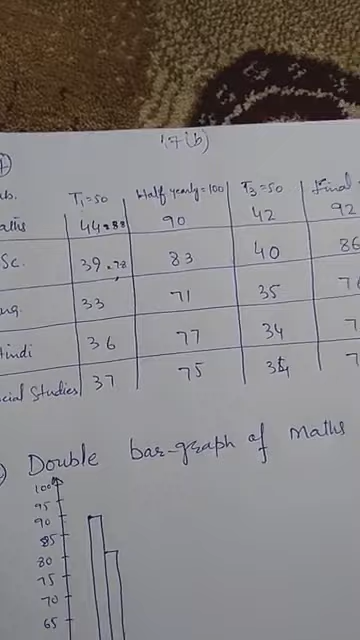 17(b)
T1=50 Half yearly=100 T3=50 Final
44=88 90 42 92
Sc. 39=78 83 40 86
33 71 35
Hindi 36 77 34
cial Studies 37 75 34
Double bar-graph of Maths
100
95
90
85
80
75
70
65